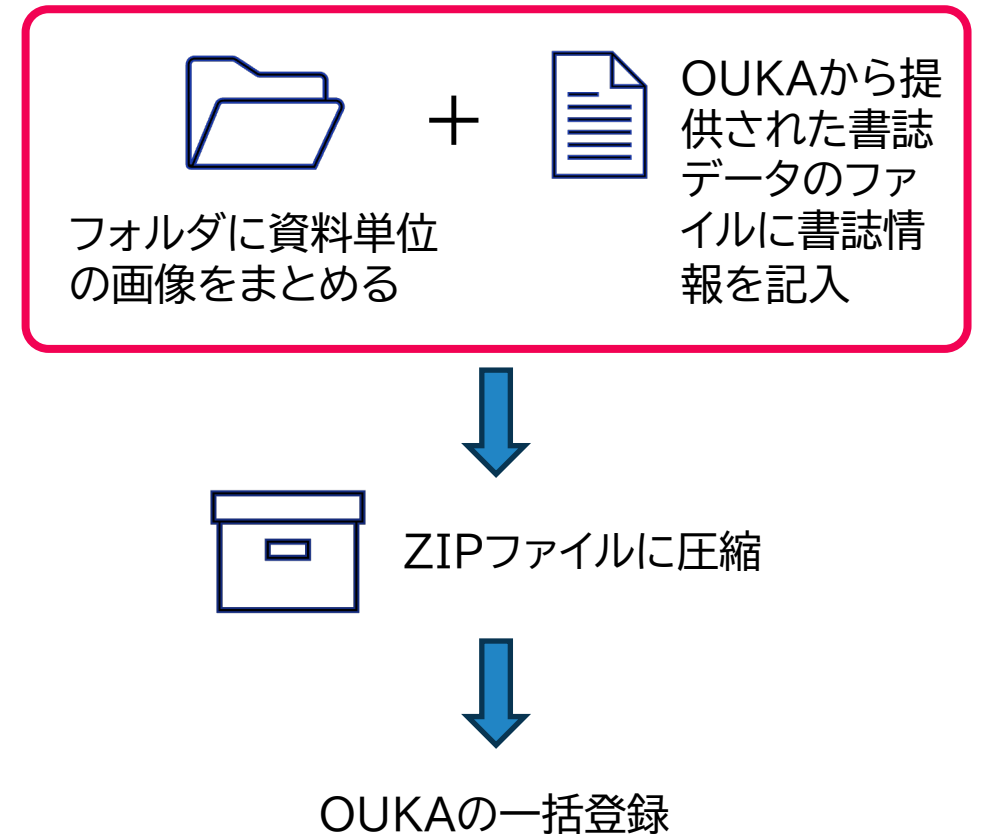 フォルダに資料単位
の画像をまとめる
+
OUKAから提
供された書誌
データのファ
イルに書誌情
報を記入
ZIPファイルに圧縮
OUKAの一括登録